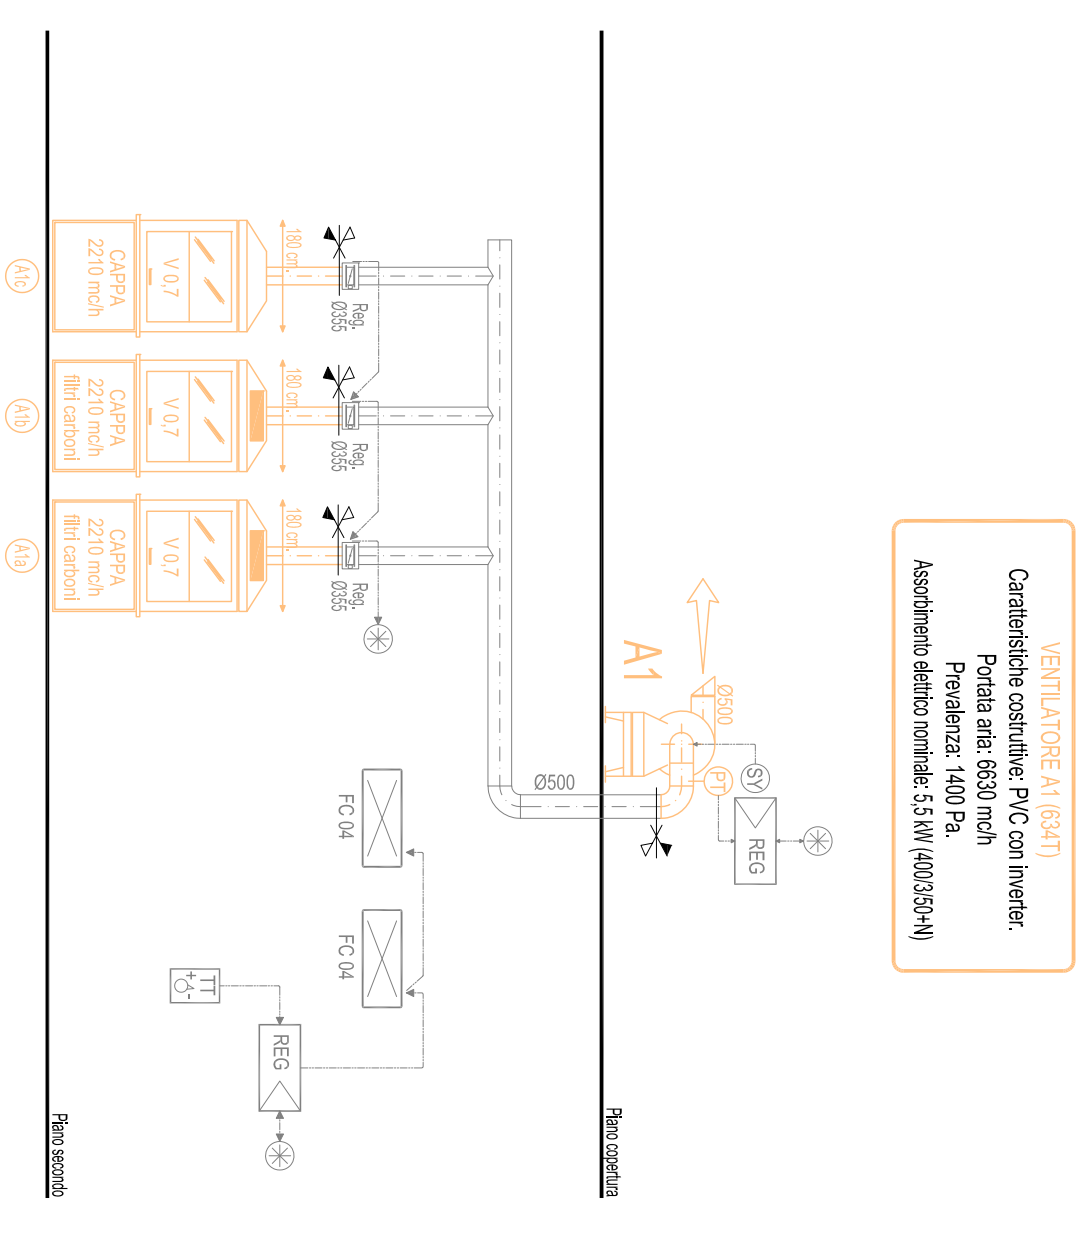 VENTILATORE A1 (634T)
Caratteristiche costruttive: PVC con inverter.
Portata aria: 6630 mc/h
Prevalenza: 1400 Pa.
Assorbimento elettrico nominale: 5,5 kW (400/3/50+N)
REG
SY
PT
Ø500
A1
Piano copertura
Ø500
Reg.
Ø355
Reg.
Ø355
Reg.
Ø355
FC 04
FC 04
180 cm.
180 cm.
180 cm.
REG
TT
+ -
V 0,7
V 0,7
V 0,7
CAPPA
2210 mc/h
CAPPA
2210 mc/h
filtri carboni
CAPPA
2210 mc/h
filtri carboni
Piano secondo
A1c
A1b
A1a